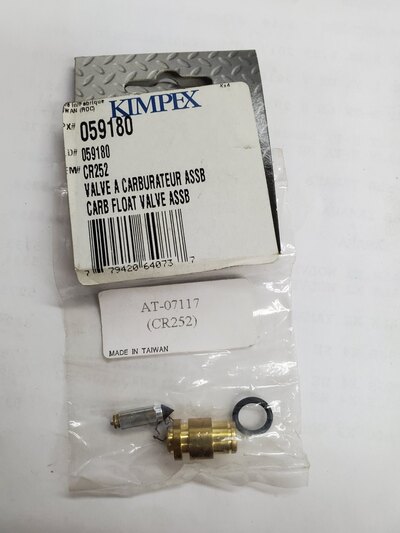 KIMPEX
059180
059180
CR252
VALVE A CARBURATEUR ASSB
CARB FLOAT VALVE ASSB
7 79420 64073 7
AT-07117
(CR252)
MADE IN TAIWAN